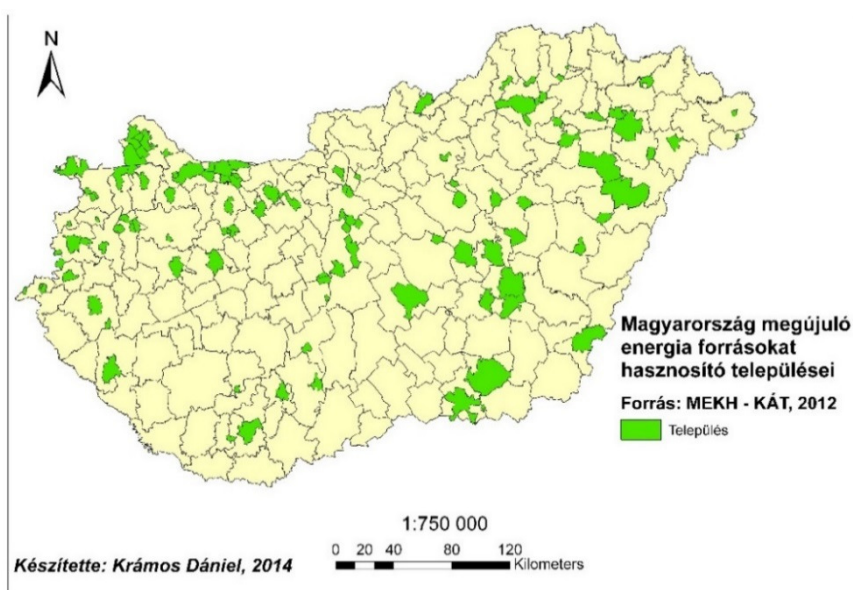 N
Magyarország megújuló
energia forrásokat
hasznosító települései
Forrás: MEKH - KÁT, 2012
Település
1:750 000
0 20 40 80 120
Kilometers
Készítette: Krámos Dániel, 2014